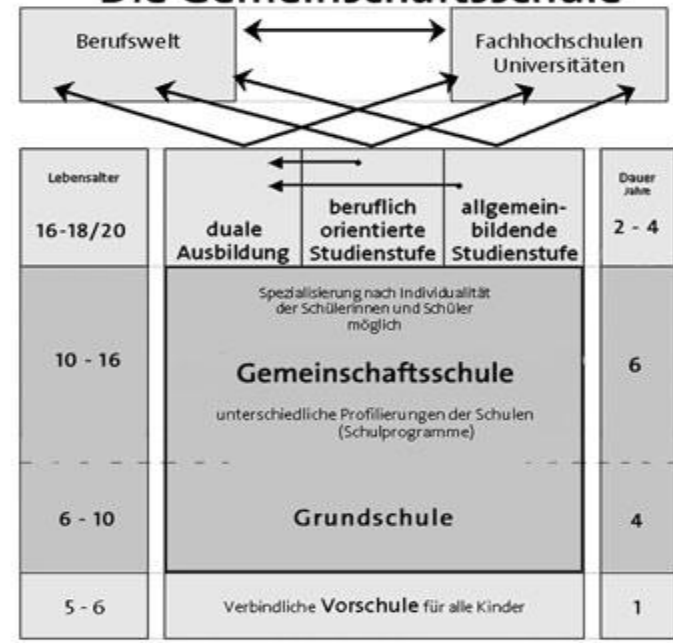 Die Gemeinschaftsschule
Berufswelt
Fachhochschulen
Universitäten
Lebensalter
16-18/20
duale
Ausbildung
beruflich
orientierte
Studienstufe
allgemein-
bildende
Studienstufe
Dauer
Jahre
2 - 4
10 - 16
Spezialisierung nach Individualität
der Schülerinnen und Schüler
möglich
Gemeinschaftsschule
unterschiedliche Profilierungen der Schulen
(Schulprogramme)
6
6 - 10
Grundschule
4
5 - 6
Verbindliche Vorschule für alle Kinder
1